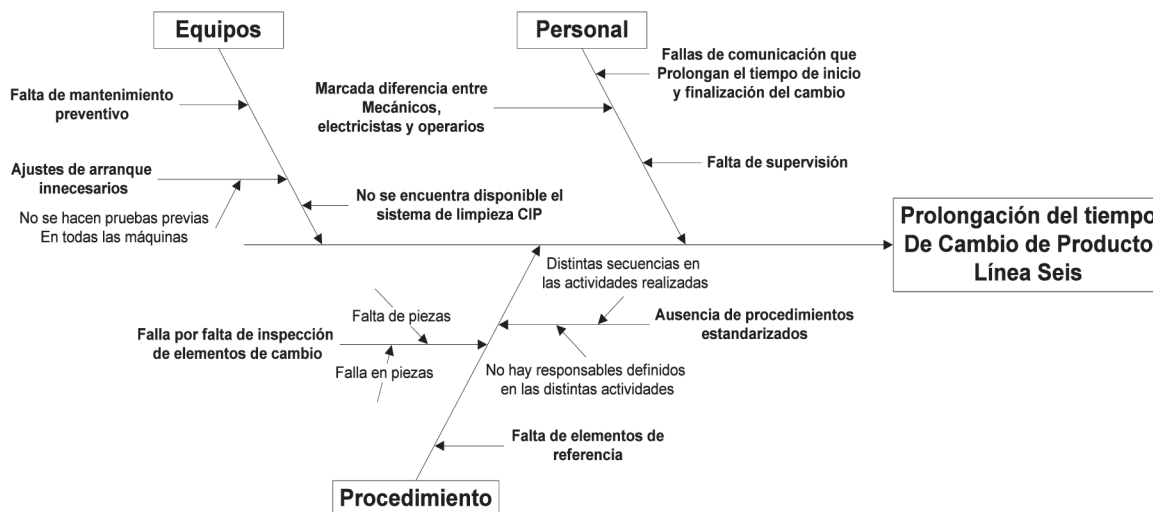 Equipos
Personal
Fallas de comunicación que
Prolongan el tiempo de inicio
y finalización del cambio
Falta de mantenimiento
preventivo
Marcada diferencia entre
Mecánicos,
electricistas y operarios
Ajustes de arranque
innecesarios
Falta de supervisión
No se hacen pruebas previas
En todas las máquinas
No se encuentra disponible el
sistema de limpieza CIP
Prolongación del tiempo
De Cambio de Producto
Línea Seis
Distintas secuencias en
las actividades realizadas
Falta de piezas
Falla por falta de inspección
de elementos de cambio
Ausencia de procedimientos
estandarizados
Falla en piezas
No hay responsables definidos
en las distintas actividades
Falta de elementos de
referencia
Procedimiento